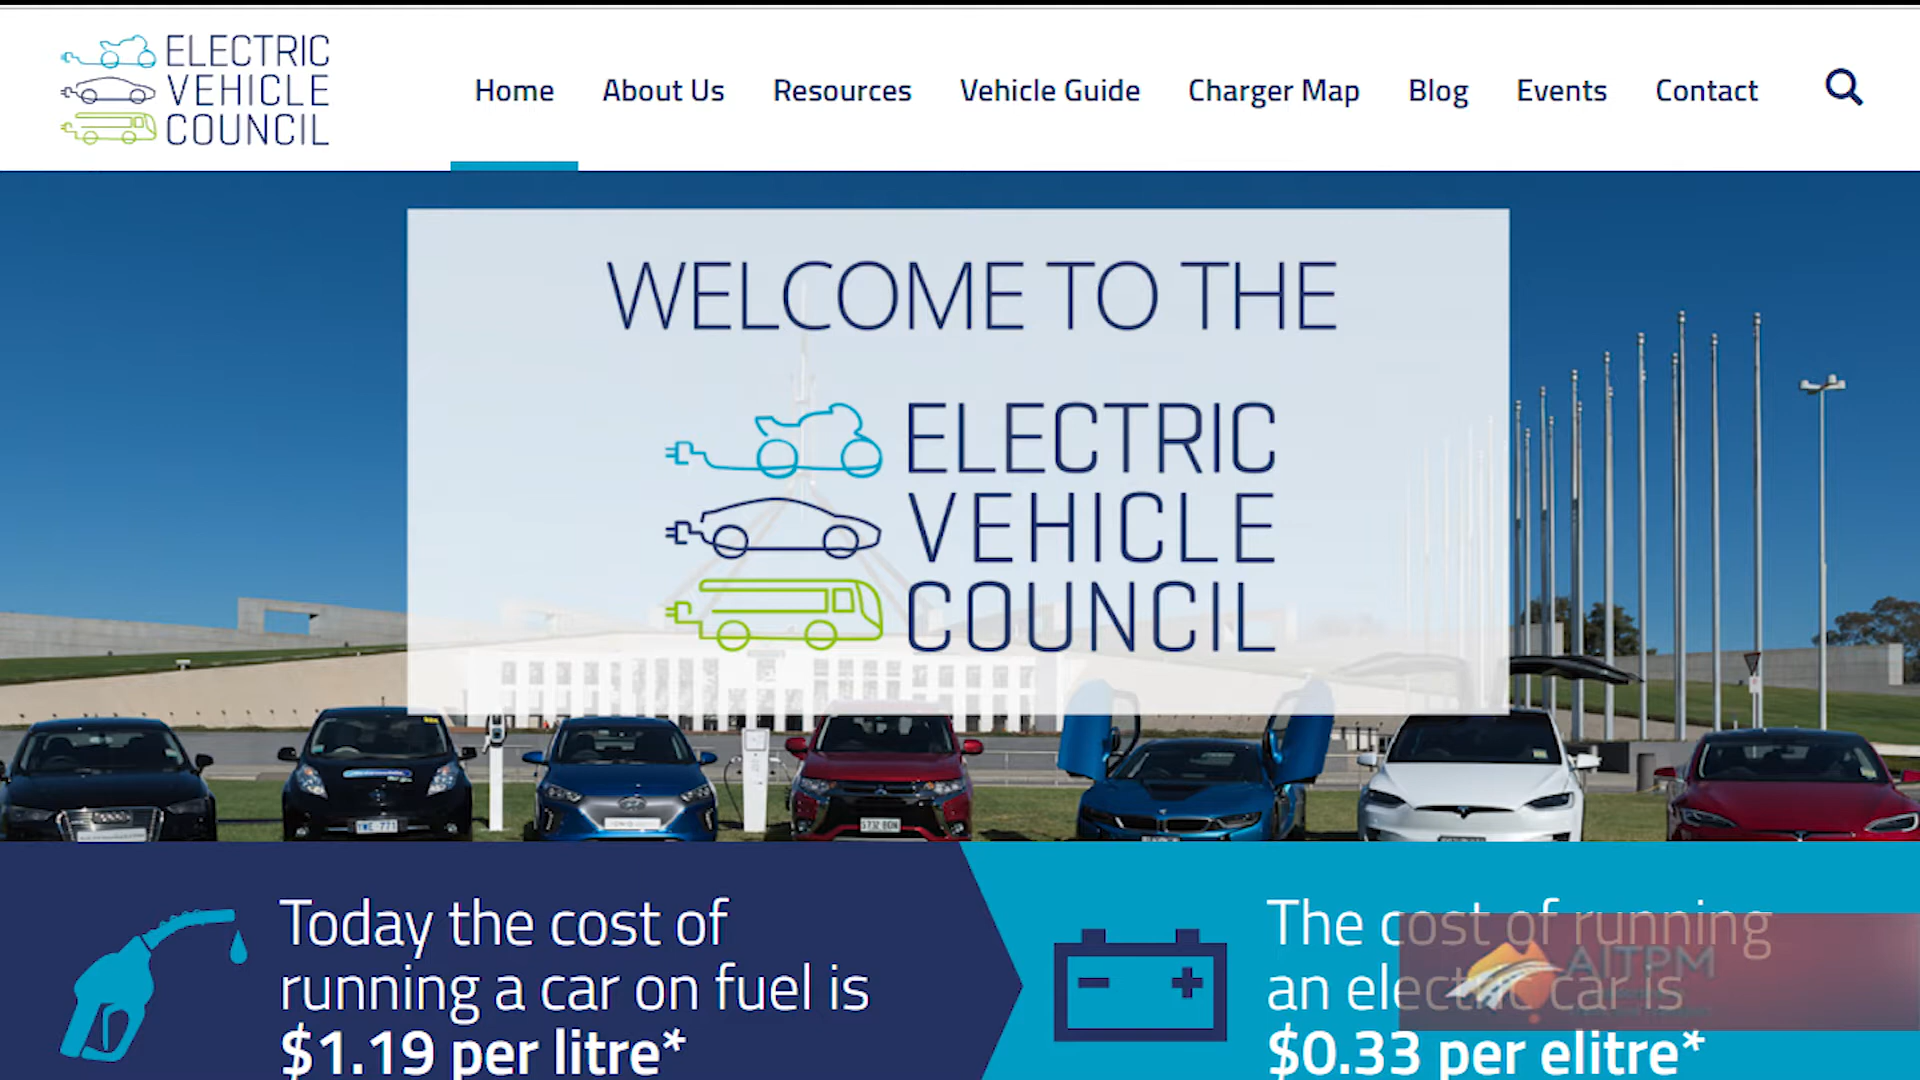 ELECTRIC
VEHICLE
COUNCIL
Home About Us Resources Vehicle Guide Charger Map Blog Events Contact
WELCOME TO THE
ELECTRIC
VEHICLE
COUNCIL
YWE 771
Today the cost of
running a car on fuel is
$1.19 per litre*
The cost of running
an electric car is
$0.33 per elitre*
AITPM